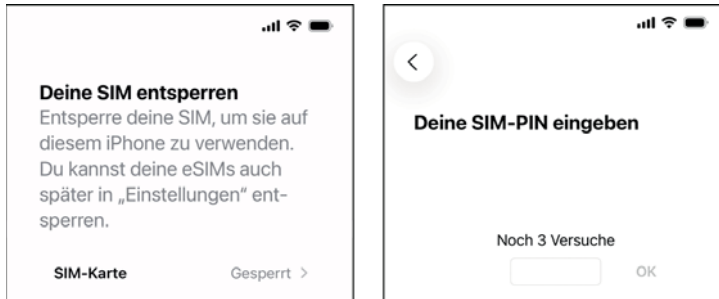 Deine SIM entsperren
Entsperre deine SIM, um sie auf
diesem iPhone zu verwenden.
Du kannst deine eSIMs auch
später in „Einstellungen“ ent-
sperren.
SIM-Karte Gesperrt >
Deine SIM-PIN eingeben
Noch 3 Versuche
OK